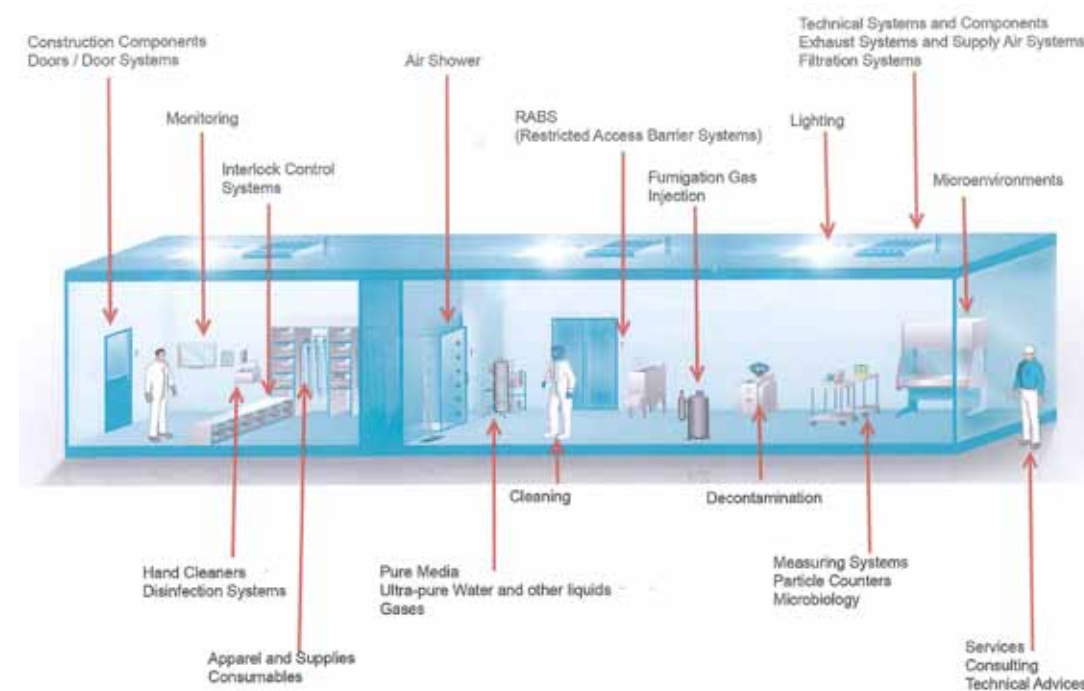 Construction Components
Doors / Door Systems
Monitoring
Interlock Control
Systems
Air Shower
RABS
(Restricted Access Barrier Systems)
Fumigation Gas
Injection
Lighting
Technical Systems and Components
Exhaust Systems and Supply Air Systems
Filtration Systems
Microenvironments
Hand Cleaners
Disinfection Systems
Apparel and Supplies
Consumables
Pure Media
Ultra-pure Water and other liquids
Gases
Cleaning
Decontamination
Measuring Systems
Particle Counters
Microbiology
Services
Consulting
Technical Advices